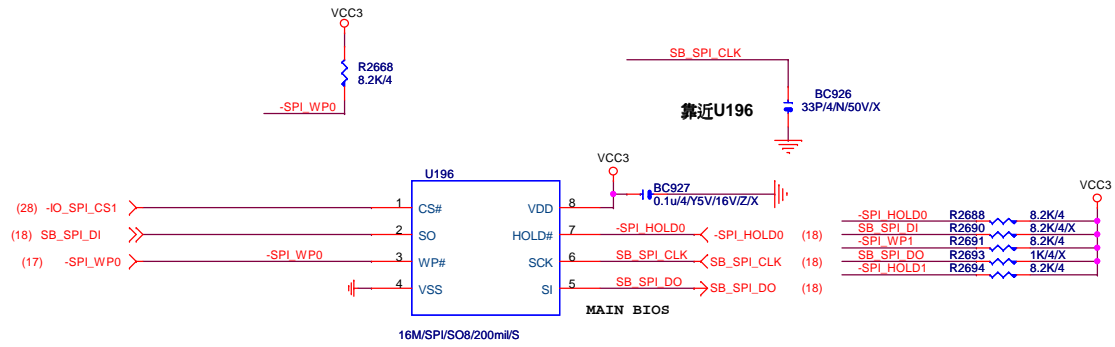 VCC3
R2668
8.2K/4
-SPI_WP0
SB_SPI_CLK
BC926
33P/4/N/50V/X
靠近U196
U196
VCC3
BC927
0.1u/4/Y5V/16V/Z/X
VCC3
(28) -IO_SPI_CS1 1 CS# VDD 8
-SPI_HOLD0 R2688 8.2K/4
(18) SB_SPI_DI 2 SO HOLD# 7 -SPI_HOLD0 -SPI_HOLD0 (18)
SB_SPI_DI R2690 8.2K/4/X
-SPI_WP1 R2691 8.2K/4
(17) -SPI_WP0 -SPI_WP0 3 WP# SCK 6 SB_SPI_CLK SB_SPI_CLK (18)
SB_SPI_DO R2693 1K/4/X
-SPI_HOLD1 R2694 8.2K/4
4 VSS SI 5 SB_SPI_DO SB_SPI_DO (18)
MAIN BIOS
16M/SPI/SO8/200mil/S